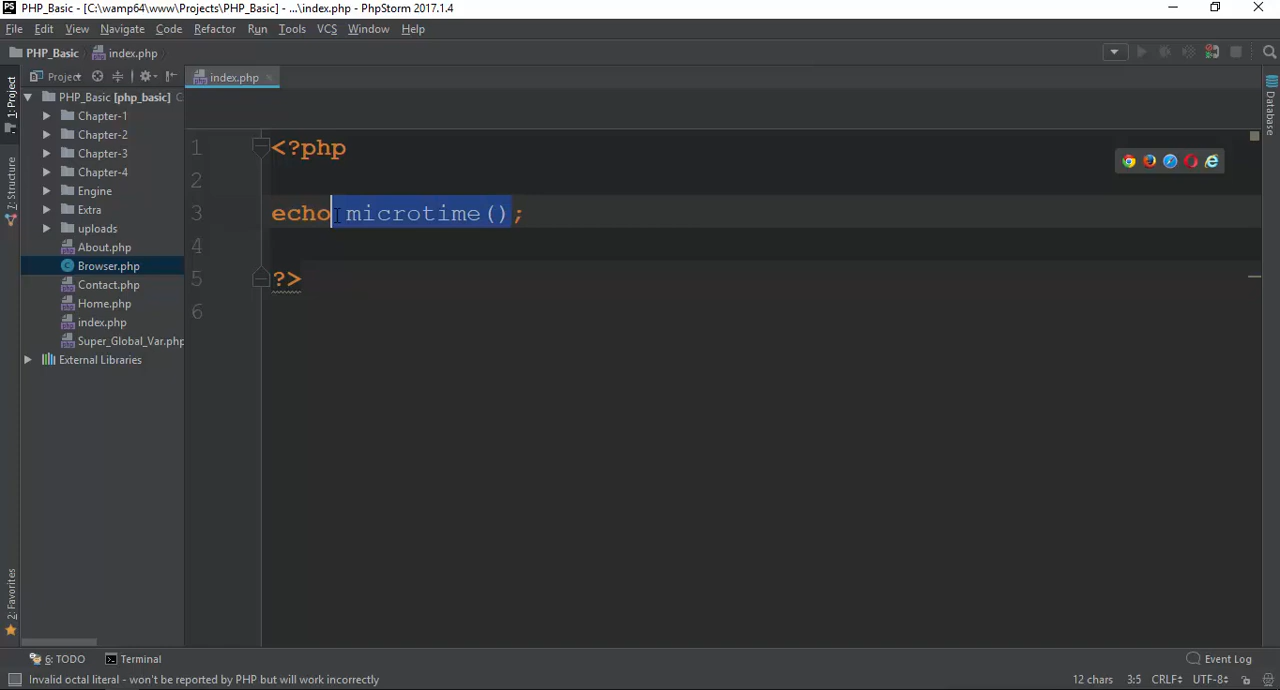 PHP_Basic - [C:\wamp64\www\Projects\PHP_Basic] - ...\index.php - PhpStorm 2017.1.4
File Edit View Navigate Code Refactor Run Tools VCS Window Help
PHP_Basic index.php
Project index.php
1: Project
7: Structure
2: Favorites
Database
PHP_Basic [php_basic] C
Chapter-1
Chapter-2
Chapter-3
Chapter-4
Engine
Extra
uploads
About.php
Browser.php
Contact.php
Home.php
index.php
Super_Global_Var.php
External Libraries
1 <?php
2
3 echo microtime();
4
5 ?>
6
6: TODO Terminal Event Log
Invalid octal literal - won't be reported by PHP but will work incorrectly 12 chars 3:5 CRLF UTF-8